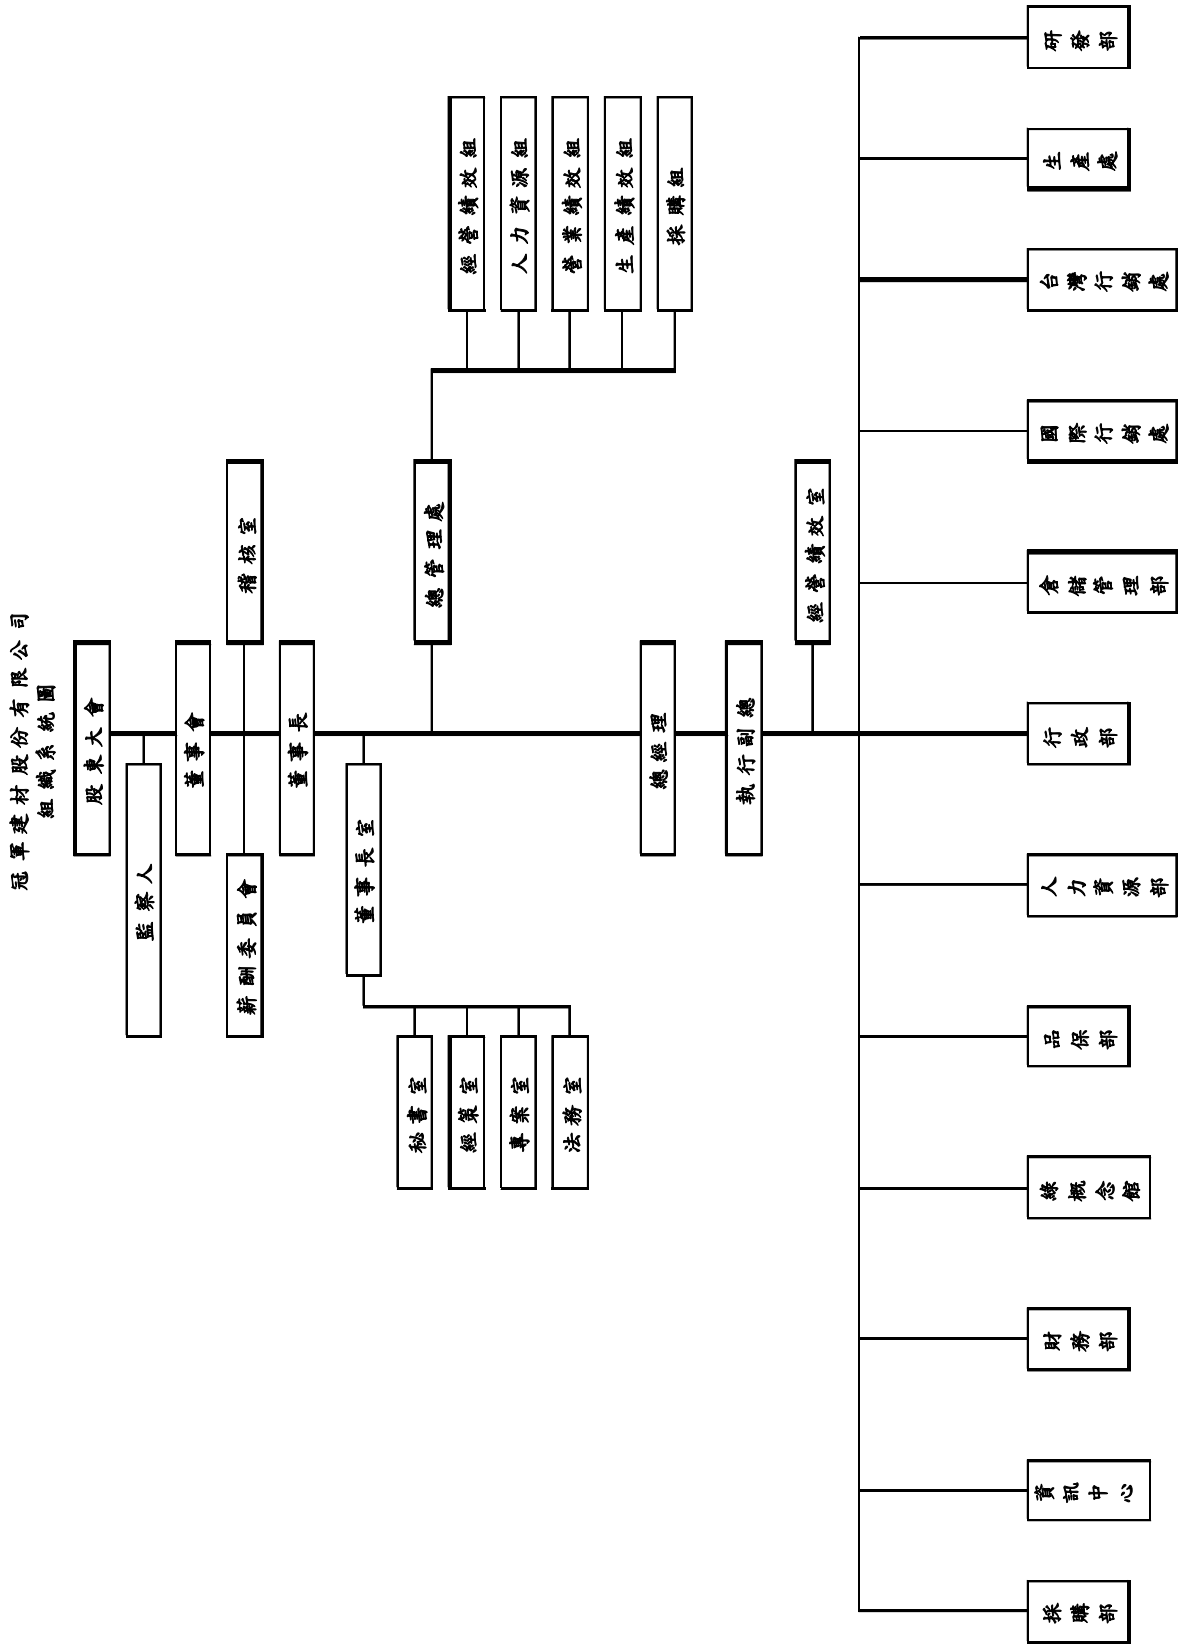 冠軍建材股份有限公司
組織系統圖
股東大會
監察人
董事會
薪酬委員會
稽核室
董事長
董事長室
秘書室
經策室
專案室
法務室
總管理處
經營績效組
人力資源組
營業績效組
生產績效組
採購組
總經理
執行副總
經營績效室
採購部
資訊中心
財務部
綠概念館
品保部
人力資源部
行政部
倉儲管理部
國際行銷處
台灣行銷處
生產處
研發部